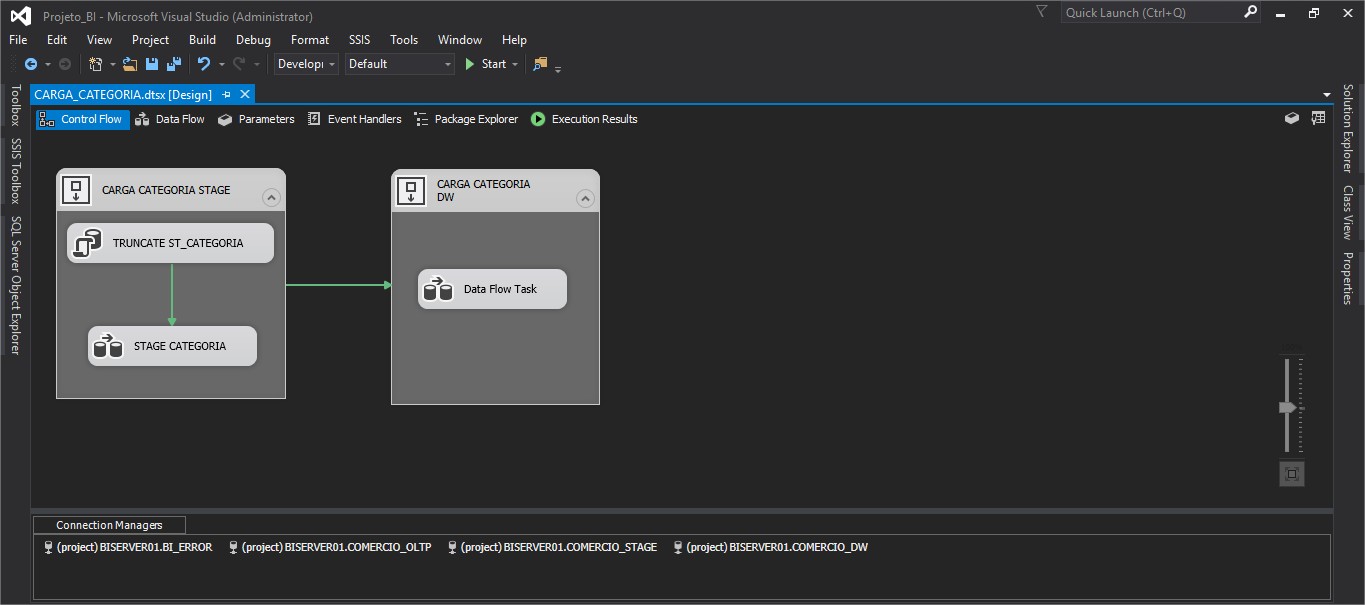 Projeto_BI - Microsoft Visual Studio (Administrator)
Quick Launch (Ctrl+Q)
File Edit View Project Build Debug Format SSIS Tools Window Help
Developı Default Start
CARGA_CATEGORIA.dtsx [Design]
Control Flow Data Flow Parameters Event Handlers Package Explorer Execution Results
Toolbox
SSIS Toolbox
SQL Server Object Explorer
CARGA CATEGORIA STAGE
TRUNCATE ST_CATEGORIA
STAGE CATEGORIA
CARGA CATEGORIA
DW
Data Flow Task
Solution Explorer
Class View
Properties
Connection Managers
(project) BISERVER01.BI_ERROR (project) BISERVER01.COMERCIO_OLTP (project) BISERVER01.COMERCIO_STAGE (project) BISERVER01.COMERCIO_DW